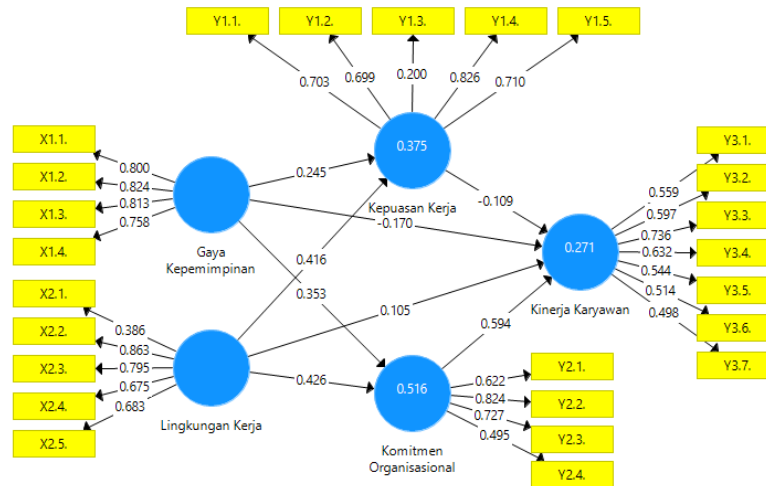 Y1.1.
Y1.2.
Y1.3.
Y1.4.
Y1.5.
0.703
0.699
0.200
0.826
0.710
X1.1.
X1.2.
X1.3.
X1.4.
0.800
0.824
0.813
0.758
Gaya
Kepemimpinan
0.245
-0.170
0.353
0.375
Kepuasan Kerja
-0.109
X2.1.
X2.2.
X2.3.
X2.4.
X2.5.
0.386
0.863
0.795
0.675
0.683
Lingkungan Kerja
0.416
0.105
0.426
0.516
Komitmen
Organisasional
0.594
0.622
0.824
0.727
0.495
Y2.1.
Y2.2.
Y2.3.
Y2.4.
0.271
Kinerja Karyawan
0.559
0.597
0.736
0.632
0.544
0.514
0.498
Y3.1.
Y3.2.
Y3.3.
Y3.4.
Y3.5.
Y3.6.
Y3.7.